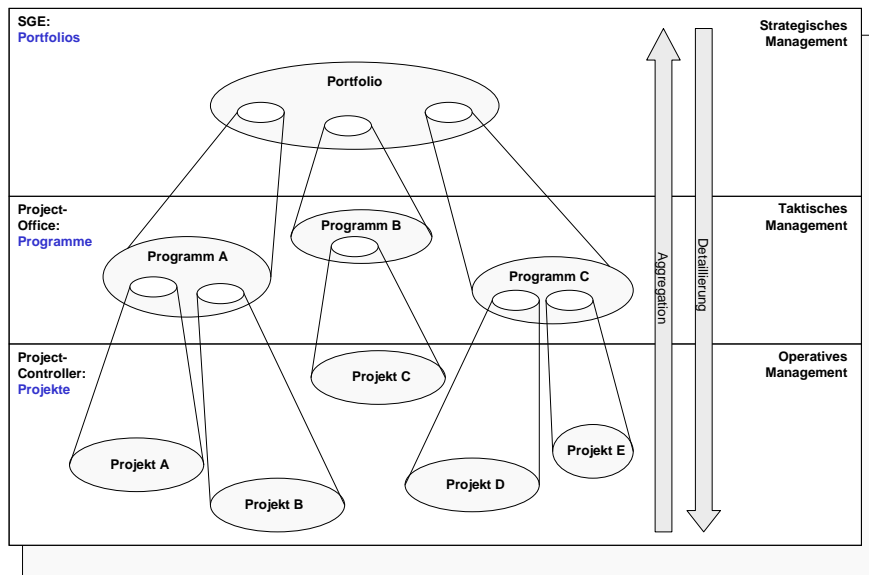 SGE:
Portfolios
Strategisches
Management
Portfolio
Project-
Office:
Programme
Taktisches
Management
Programm A
Programm B
Programm C
Aggregation
Detaillierung
Project-
Controller:
Projekte
Operatives
Management
Projekt A
Projekt B
Projekt C
Projekt D
Projekt E